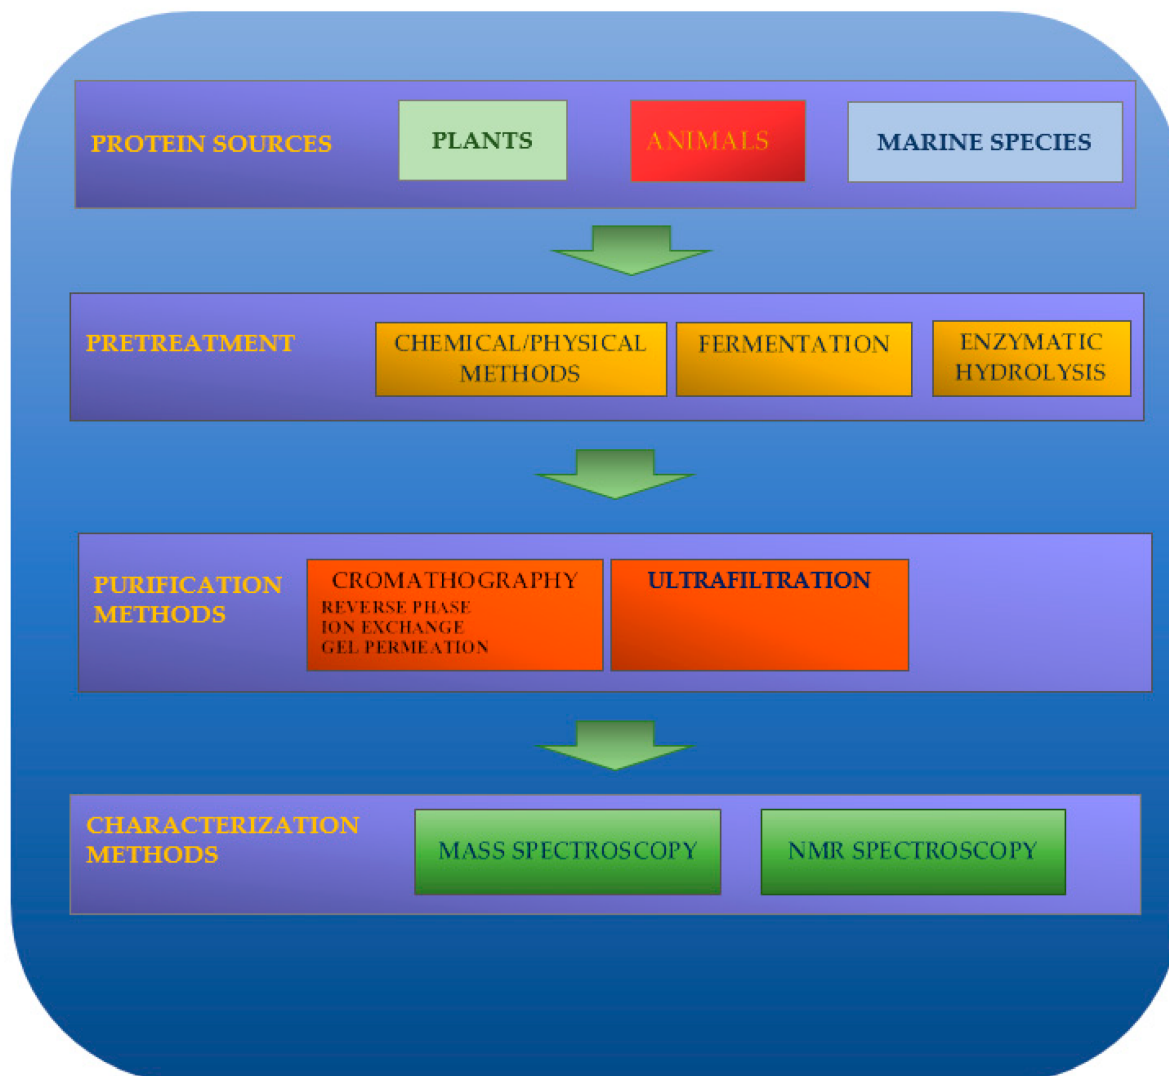 PROTEIN SOURCES
PLANTS
ANIMALS
MARINE SPECIES
PRETREATMENT
CHEMICAL/PHYSICAL
METHODS
FERMENTATION
ENZYMATIC
HYDROLYSIS
PURIFICATION
METHODS
CROMATHOGRAPHY
REVERSE PHASE
ION EXCHANGE
GEL PERMEATION
ULTRAFILTRATION
CHARACTERIZATION
METHODS
MASS SPECTROSCOPY
NMR SPECTROSCOPY